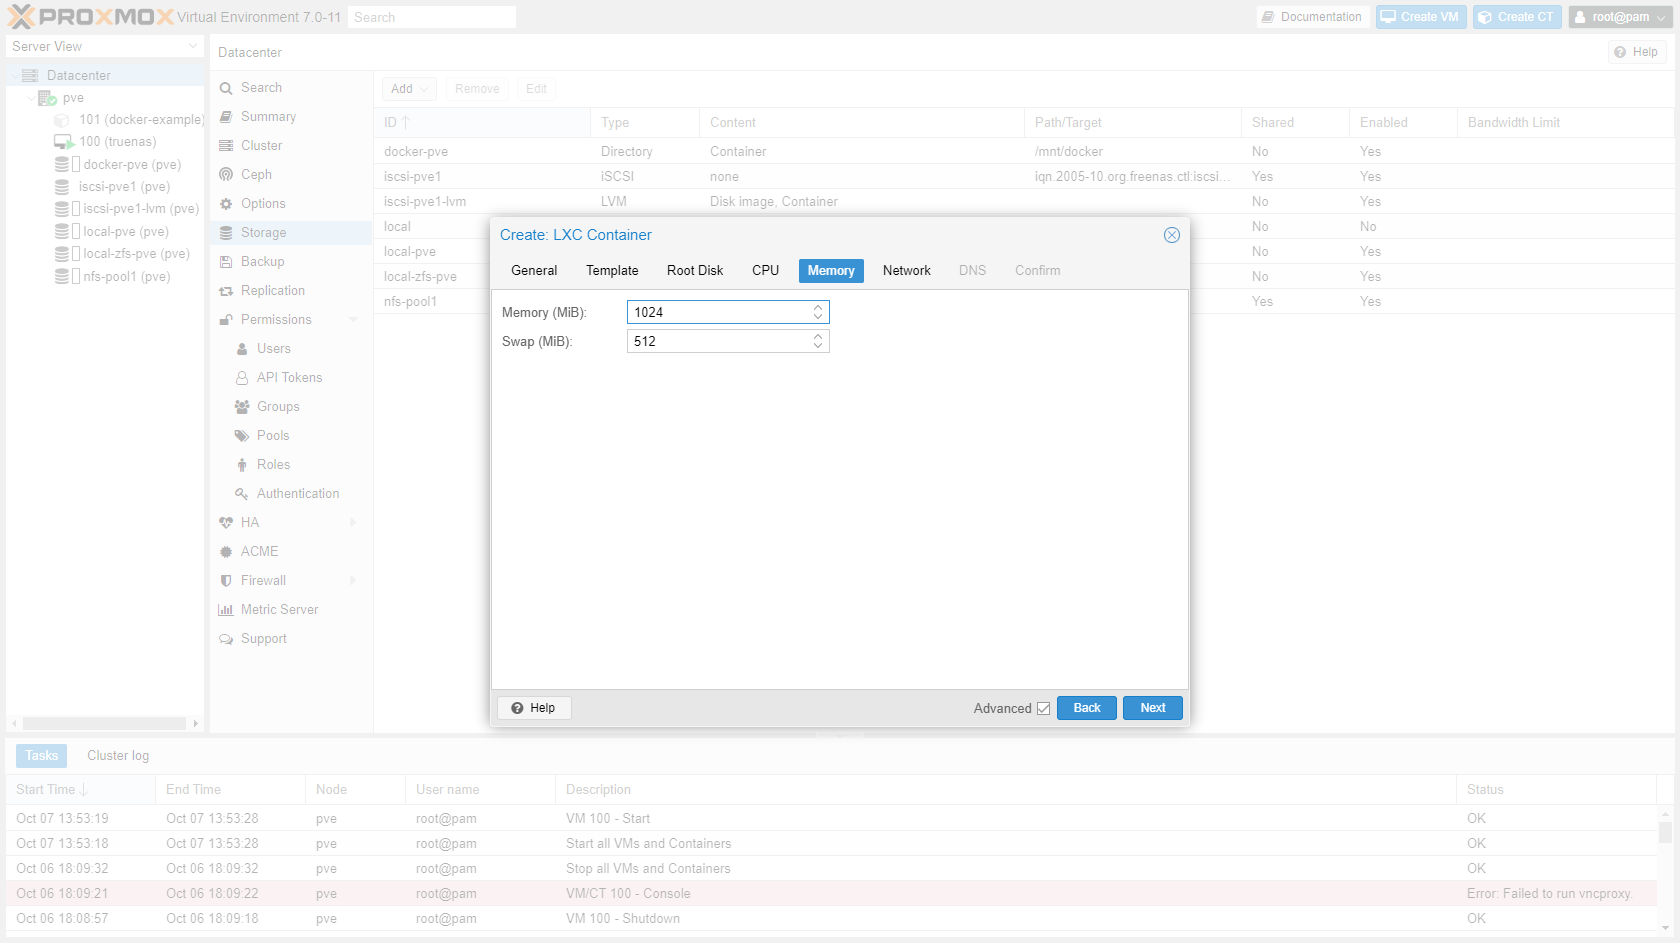 PROXMOX Virtual Environment 7.0-11 Search Documentation Create VM Create CT root@pam
Server View
Datacenter
pve
101 (docker-example)
100 (truenas)
docker-pve (pve)
iscsi-pve1 (pve)
iscsi-pve1-lvm (pve)
local-pve (pve)
local-zfs-pve (pve)
nfs-pool1 (pve)
Datacenter Help
Search
Summary
Cluster
Ceph
Options
Storage
Backup
Replication
Permissions
Users
API Tokens
Groups
Pools
Roles
Authentication
HA
ACME
Firewall
Metric Server
Support
Add Remove Edit
ID Type Content Path/Target Shared Enabled Bandwidth Limit
docker-pve Directory Container /mnt/docker No Yes
iscsi-pve1 iSCSI none iqn.2005-10.org.freenas.ctl:iscsi... Yes Yes
iscsi-pve1-lvm LVM Disk image, Container No Yes
local No No
local-pve No Yes
local-zfs-pve No Yes
nfs-pool1 Yes Yes
Create: LXC Container
General Template Root Disk CPU Memory Network DNS Confirm
Memory (MiB): 1024
Swap (MiB): 512
Help Advanced Back Next
Tasks Cluster log
Start Time End Time Node User name Description Status
Oct 07 13:53:19 Oct 07 13:53:28 pve root@pam VM 100 - Start OK
Oct 07 13:53:18 Oct 07 13:53:28 pve root@pam Start all VMs and Containers OK
Oct 06 18:09:32 Oct 06 18:09:32 pve root@pam Stop all VMs and Containers OK
Oct 06 18:09:21 Oct 06 18:09:22 pve root@pam VM/CT 100 - Console Error: Failed to run vncproxy.
Oct 06 18:08:57 Oct 06 18:09:18 pve root@pam VM 100 - Shutdown OK